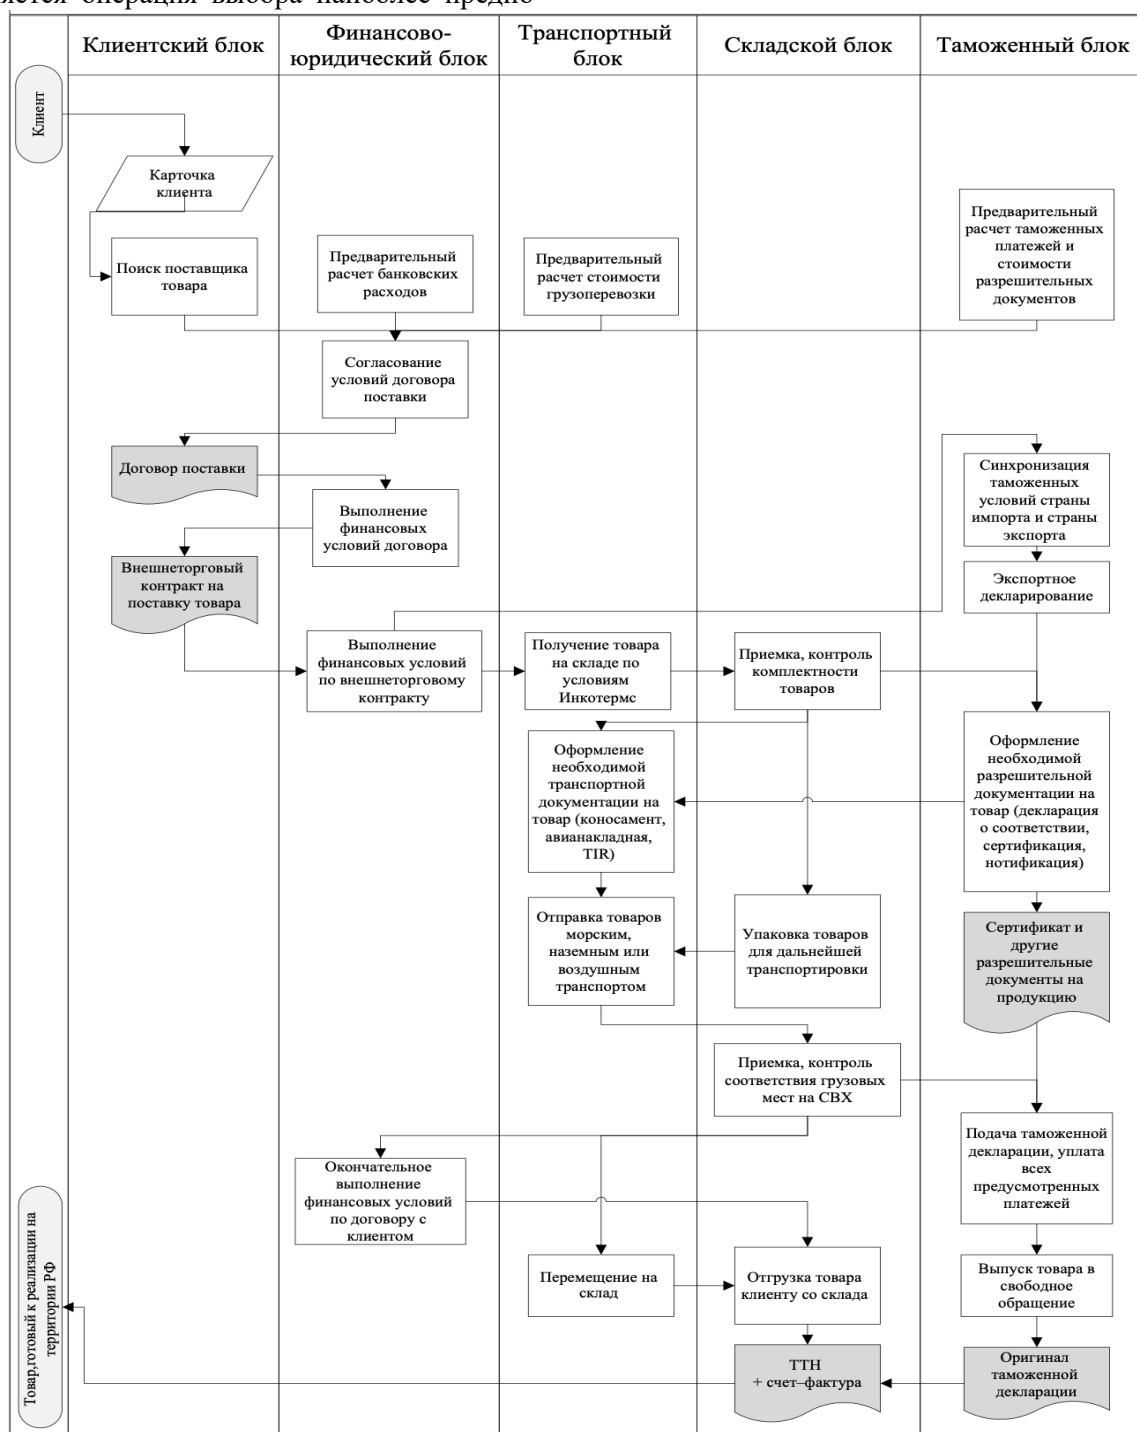 яется операция выбора наиболее предпо
Клиентский блок
Финансово-
юридический блок
Транспортный
блок
Складской блок
Таможенный блок
Клиент
Карточка
клиента
Поиск поставщика
товара
Предварительный
расчет банковских
расходов
Предварительный
расчет стоимости
грузоперевозки
Предварительный
расчет таможенных
платежей и
стоимости
разрешительных
документов
Согласование
условий договора
поставки
Договор поставки
Выполнение
финансовых
условий договора
Синхронизация
таможенных
условий страны
импорта и страны
экспорта
Внешнеторговый
контракт на
поставку товара
Экспортное
декларирование
Выполнение
финансовых условий
по внешнеторговому
контракту
Получение товара
на складе по
условиям
Инкотермс
Приемка, контроль
комплектности
товаров
Оформление
необходимой
транспортной
документации на
товар (коносамент,
авианакладная,
TIR)
Оформление
необходимой
разрешительной
документации на
товар (декларация
о соответствии,
сертификация,
нотификация)
Отправка товаров
морским,
наземным или
воздушным
транспортом
Упаковка товаров
для дальнейшей
транспортировки
Сертификат и
другие
разрешительные
документы на
продукцию
Приемка, контроль
соответствия грузовых
мест на СВХ
Подача таможенной
декларации, уплата
всех
предусмотренных
платежей
Окончательное
выполнение
финансовых условий
по договору с
клиентом
Перемещение на
склад
Отгрузка товара
клиенту со склада
Выпуск товара в
свободное
обращение
Товар,готовый к реализации на
территории РФ
ТТН
+ счет–фактура
Оригинал
таможенной
декларации